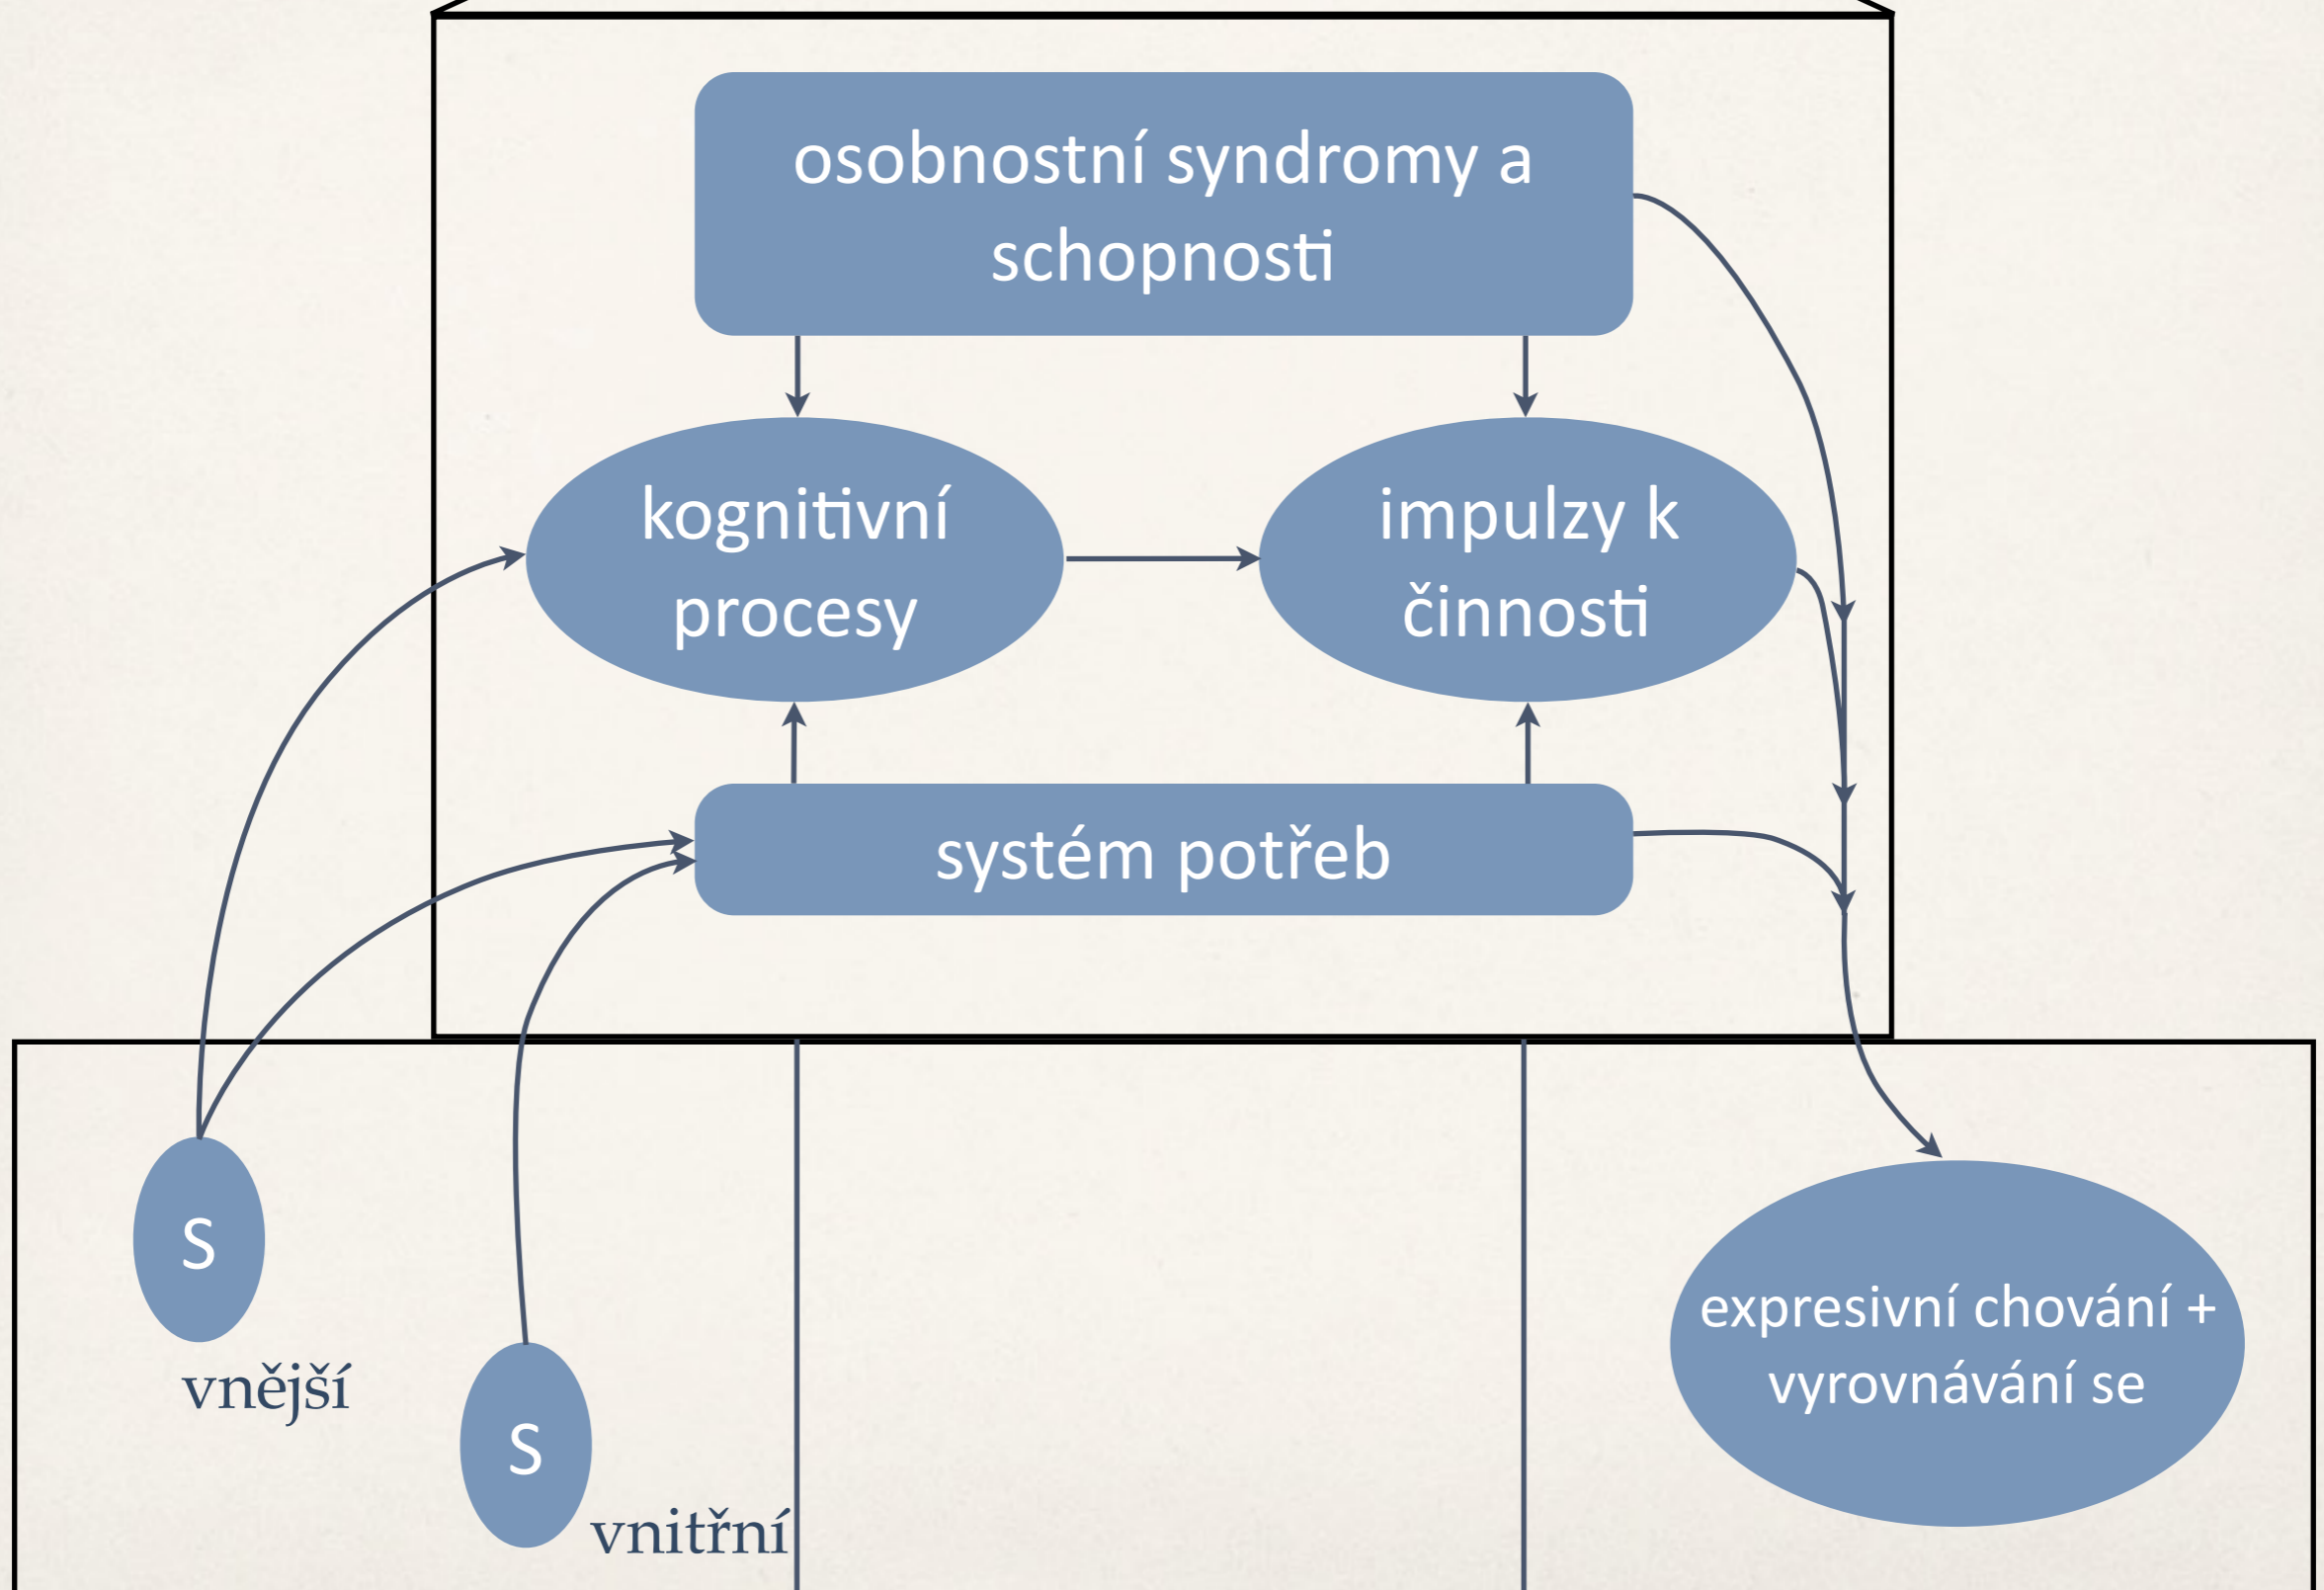 osobnostní syndromy a
schopnosti
kognitivní
procesy
impulzy k
činnosti
systém potřeb
S
vnější
S
vnitřní
expresivní chování +
vyrovnávání se